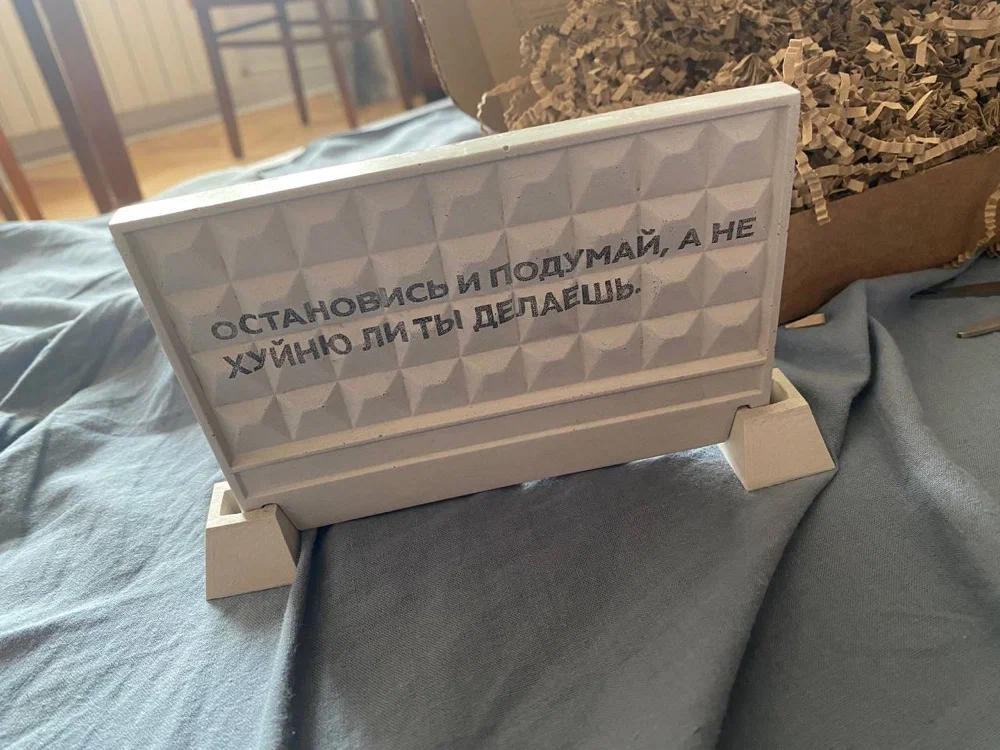 ОСТАНОВИСЬ И ПОДУМАЙ, А НЕ
ХУЙНЮ ЛИ ТЫ ДЕЛАЕШЬ.